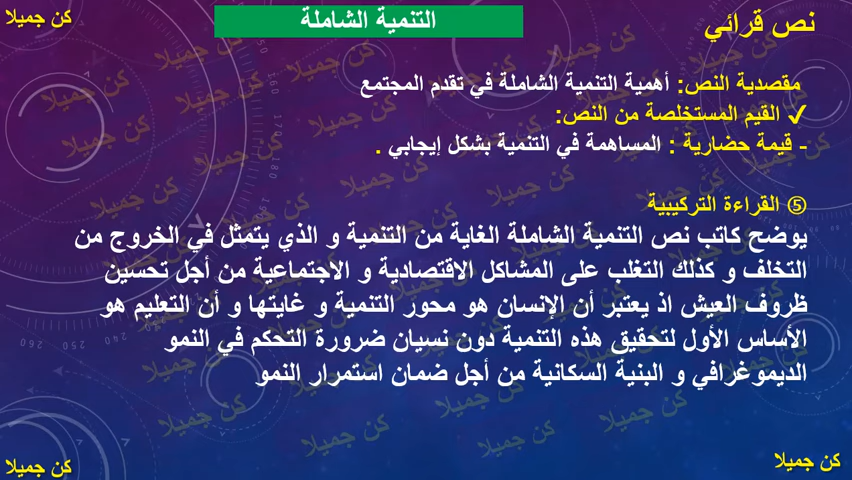 كن جميلا
التنمية الشاملة
نص قرائي
مقصدية النص: أهمية التنمية الشاملة في تقدم المجتمع
✓ القيم المستخلصة من النص:
- قيمة حضارية : المساهمة في التنمية بشكل إيجابي .
⑤ القراءة التركيبية
يوضح كاتب نص التنمية الشاملة الغاية من التنمية و الذي يتمثل في الخروج من
التخلف و كذلك التغلب على المشاكل الاقتصادية و الاجتماعية من أجل تحسين
ظروف العيش اذ يعتبر أن الإنسان هو محور التنمية و غايتها و أن التعليم هو
الأساس الأول لتحقيق هذه التنمية دون نسيان ضرورة التحكم في النمو
الديموغرافي و البنية السكانية من أجل ضمان استمرار النمو
كن جميلا
كن جميلا